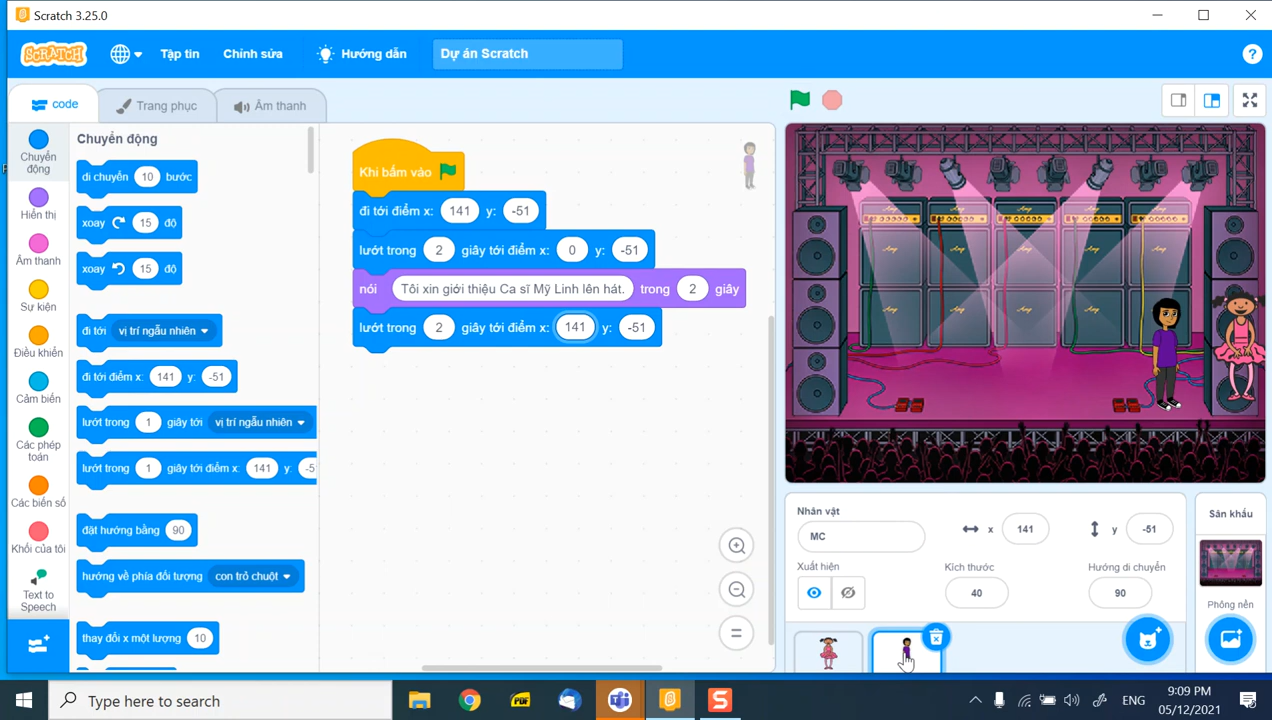 Scratch 3.25.0
SCRATCH
Tập tin
Chỉnh sửa
Hướng dẫn
Dự án Scratch
code
Trang phục
Âm thanh
Chuyển động
Hiển thị
Âm thanh
Sự kiện
Điều khiển
Cảm biến
Các phép toán
Các biến số
Khối của tôi
Text to Speech
Chuyển động
di chuyển 10 bước
xoay 15 độ
xoay 15 độ
đi tới vị trí ngẫu nhiên
đi tới điểm x: 141 y: -51
lướt trong 1 giây tới vị trí ngẫu nhiên
lướt trong 1 giây tới điểm x: 141 y: -5
đặt hướng bằng 90
hướng về phía đối tượng con trỏ chuột
thay đổi x một lượng 10
Khi bấm vào
đi tới điểm x: 141 y: -51
lướt trong 2 giây tới điểm x: 0 y: -51
nói Tôi xin giới thiệu Ca sĩ Mỹ Linh lên hát. trong 2 giây
lướt trong 2 giây tới điểm x: 141 y: -51
Nhân vật
MC
x 141
y -51
Xuất hiện
Kích thước
40
Hướng di chuyển
90
Sân khấu
Phông nền
Type here to search
PDF
ENG
9:09 PM
05/12/2021